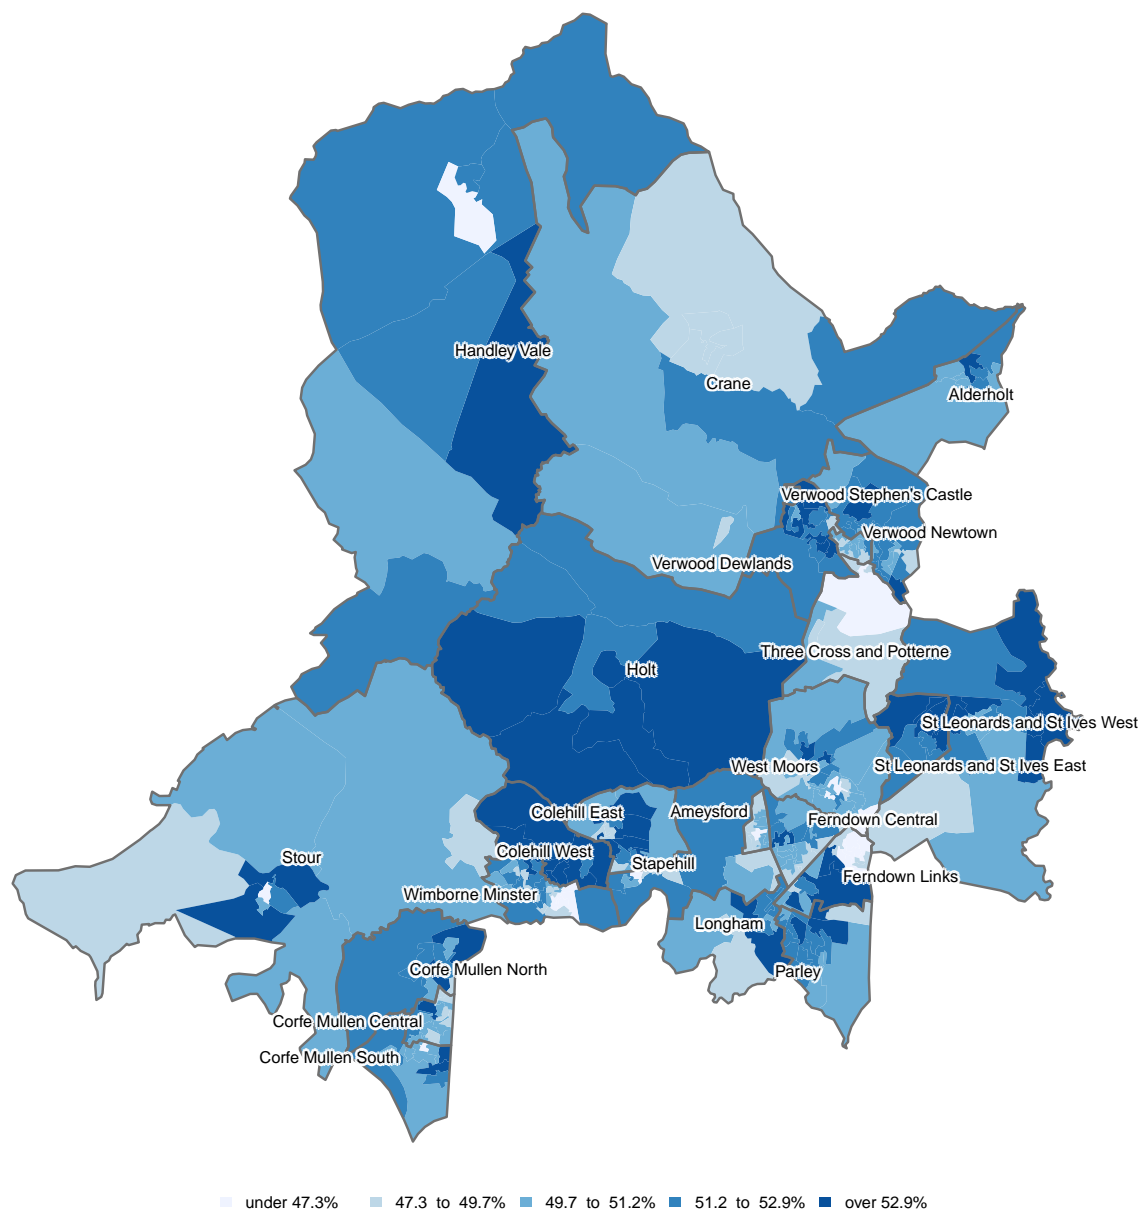 Handley Vale
Crane
Alderholt
Verwood Stephen's Castle
Verwood Newtown
Verwood Dewlands
Three Cross and Potterne
Holt
St Leonards and St Ives West
West Moors
St Leonards and St Ives East
Colehill East
Ameysford
Ferndown Central
Colehill West
Stour
Stapehill
Ferndown Links
Wimborne Minster
Longham
Corfe Mullen North
Parley
Corfe Mullen Central
Corfe Mullen South
under 47.3% 47.3 to 49.7% 49.7 to 51.2% 51.2 to 52.9% over 52.9%